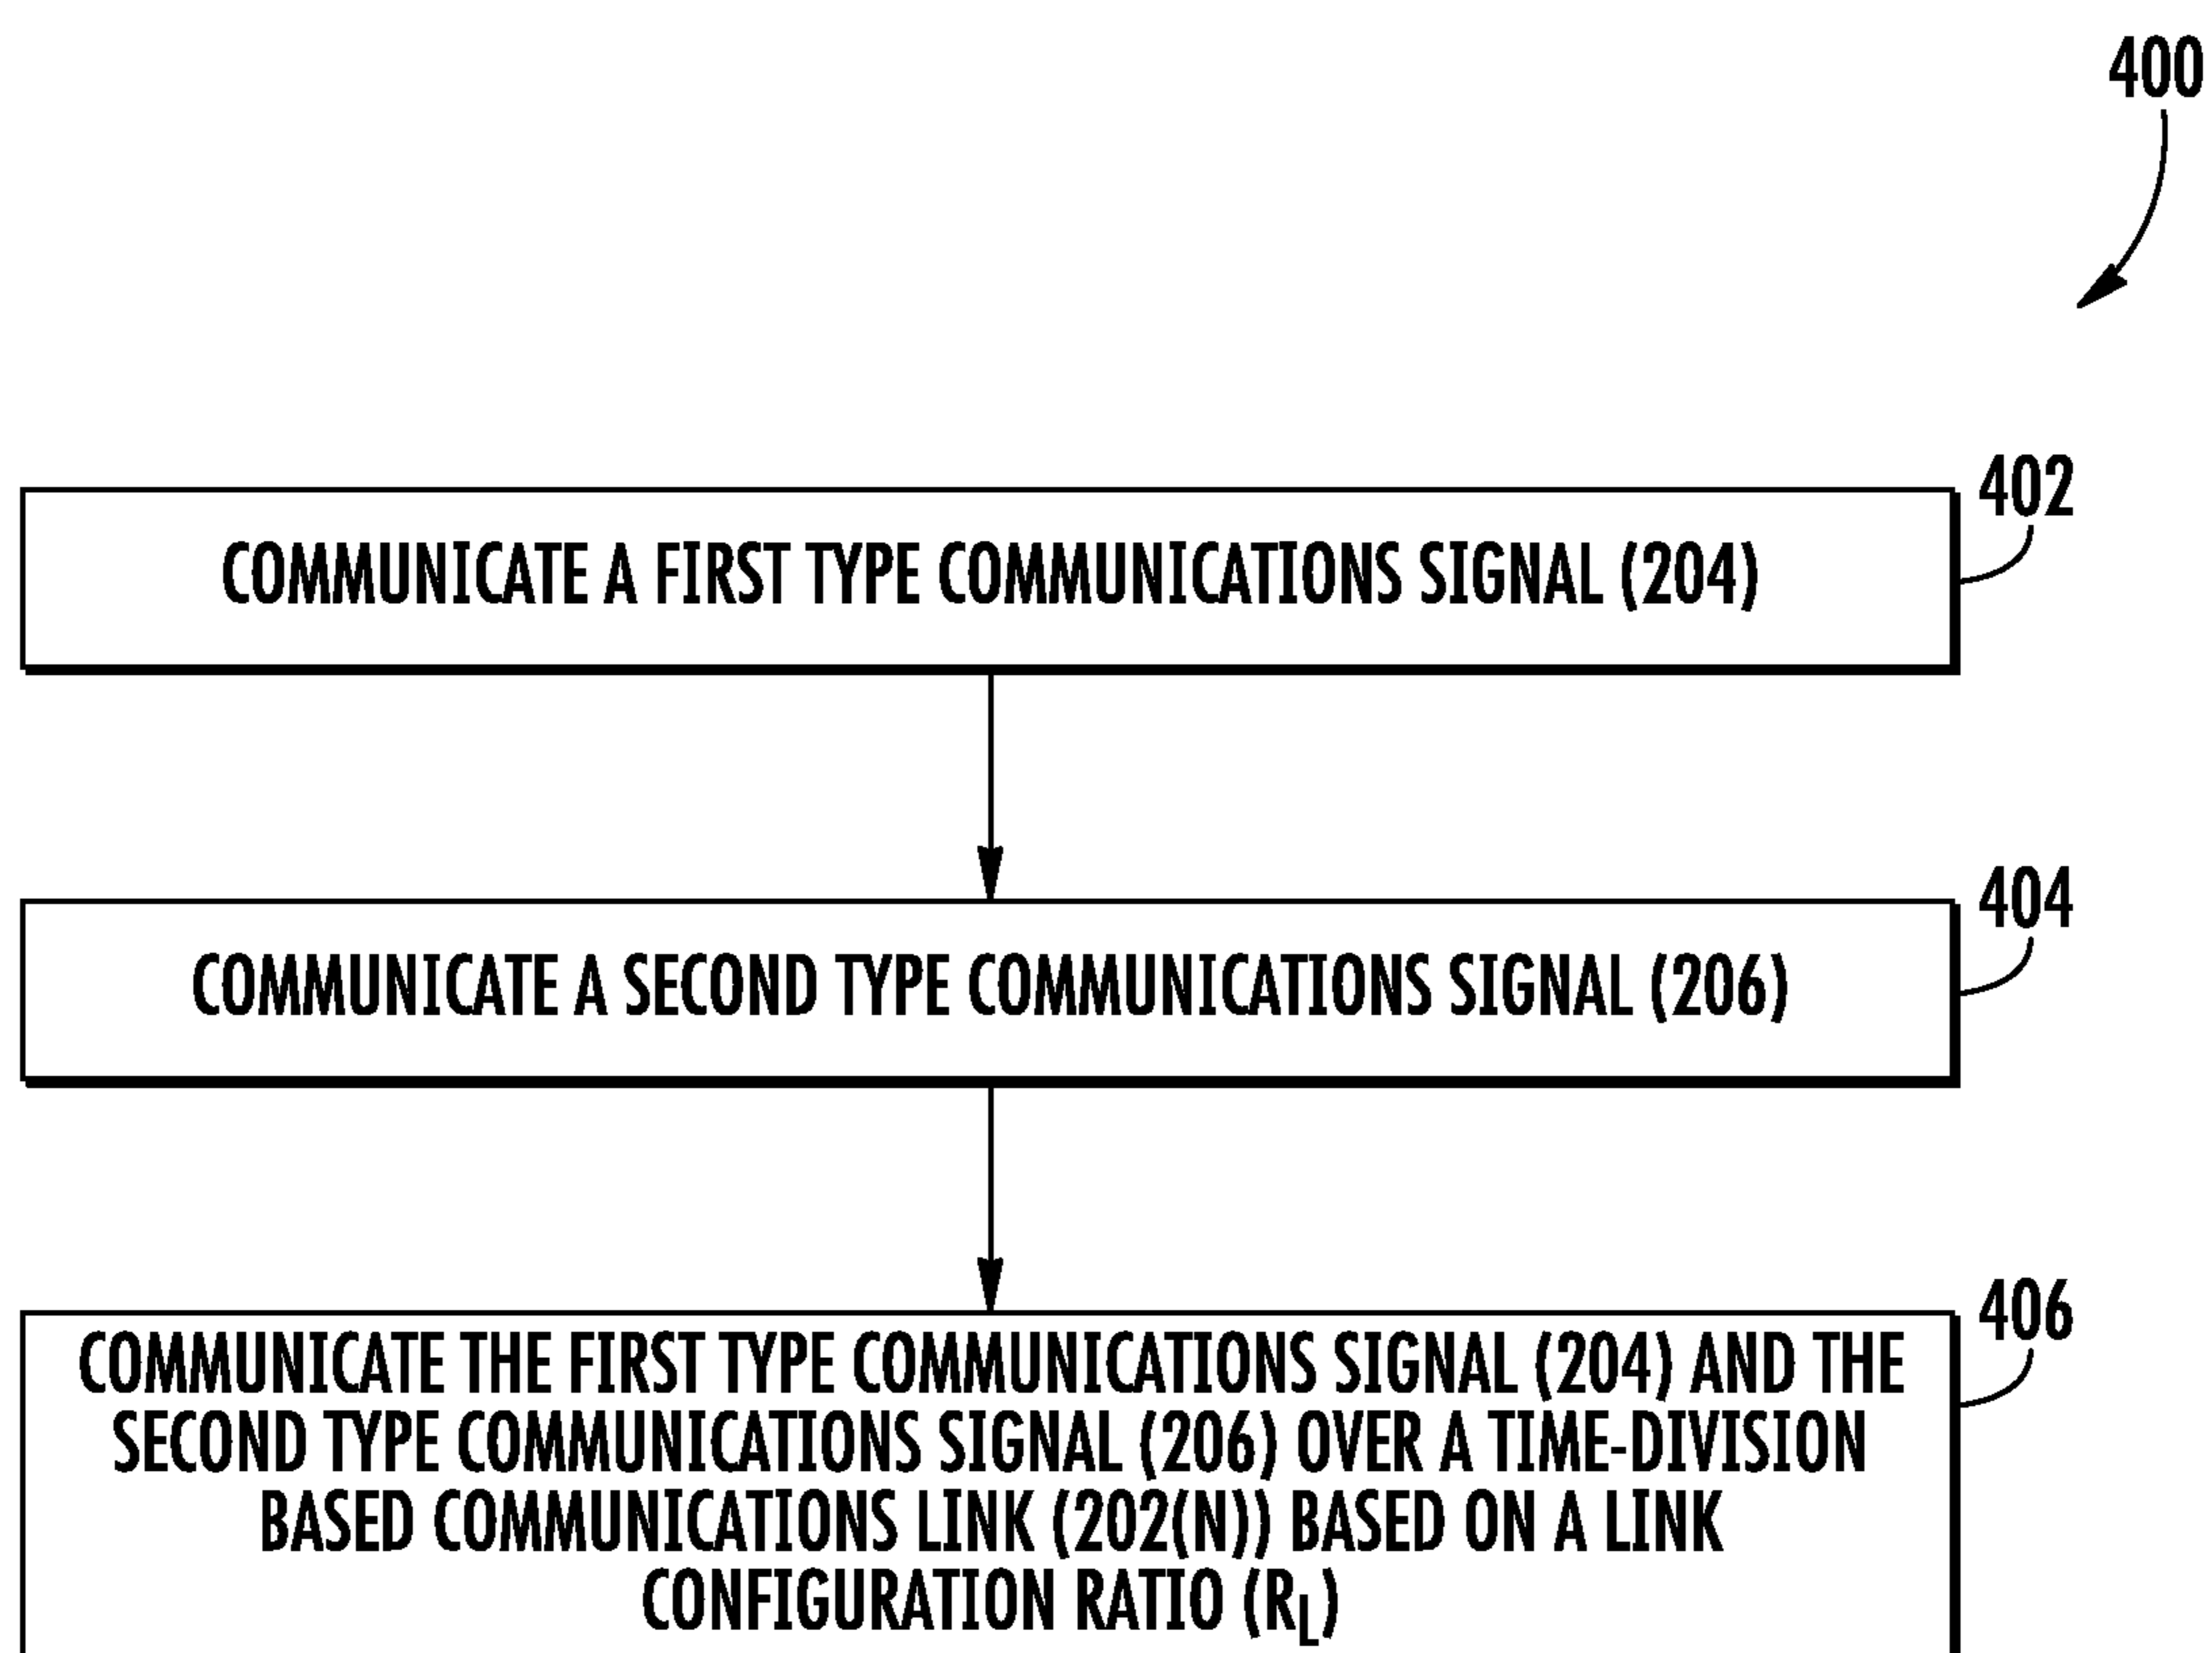 400
402
COMMUNICATE A FIRST TYPE COMMUNICATIONS SIGNAL (204)
404
COMMUNICATE A SECOND TYPE COMMUNICATIONS SIGNAL (206)
406
COMMUNICATE THE FIRST TYPE COMMUNICATIONS SIGNAL (204) AND THE
SECOND TYPE COMMUNICATIONS SIGNAL (206) OVER A TIME-DIVISION
BASED COMMUNICATIONS LINK (202(N)) BASED ON A LINK
CONFIGURATION RATIO (RL)